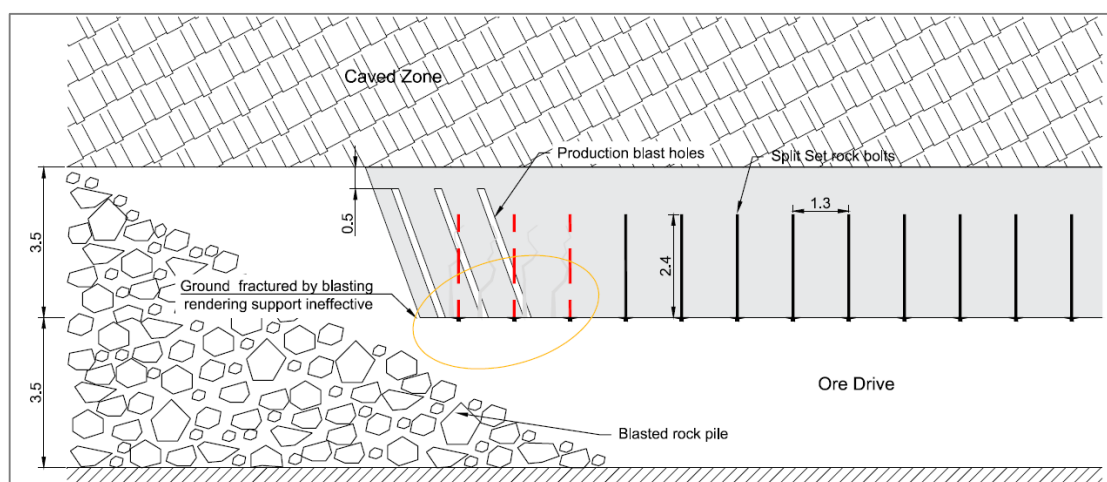 Caved Zone
Production blast holes
Split Set rock bolts
0.5
1.3
3.5
2.4
Ground fractured by blasting
rendering support ineffective
3.5
Ore Drive
Blasted rock pile